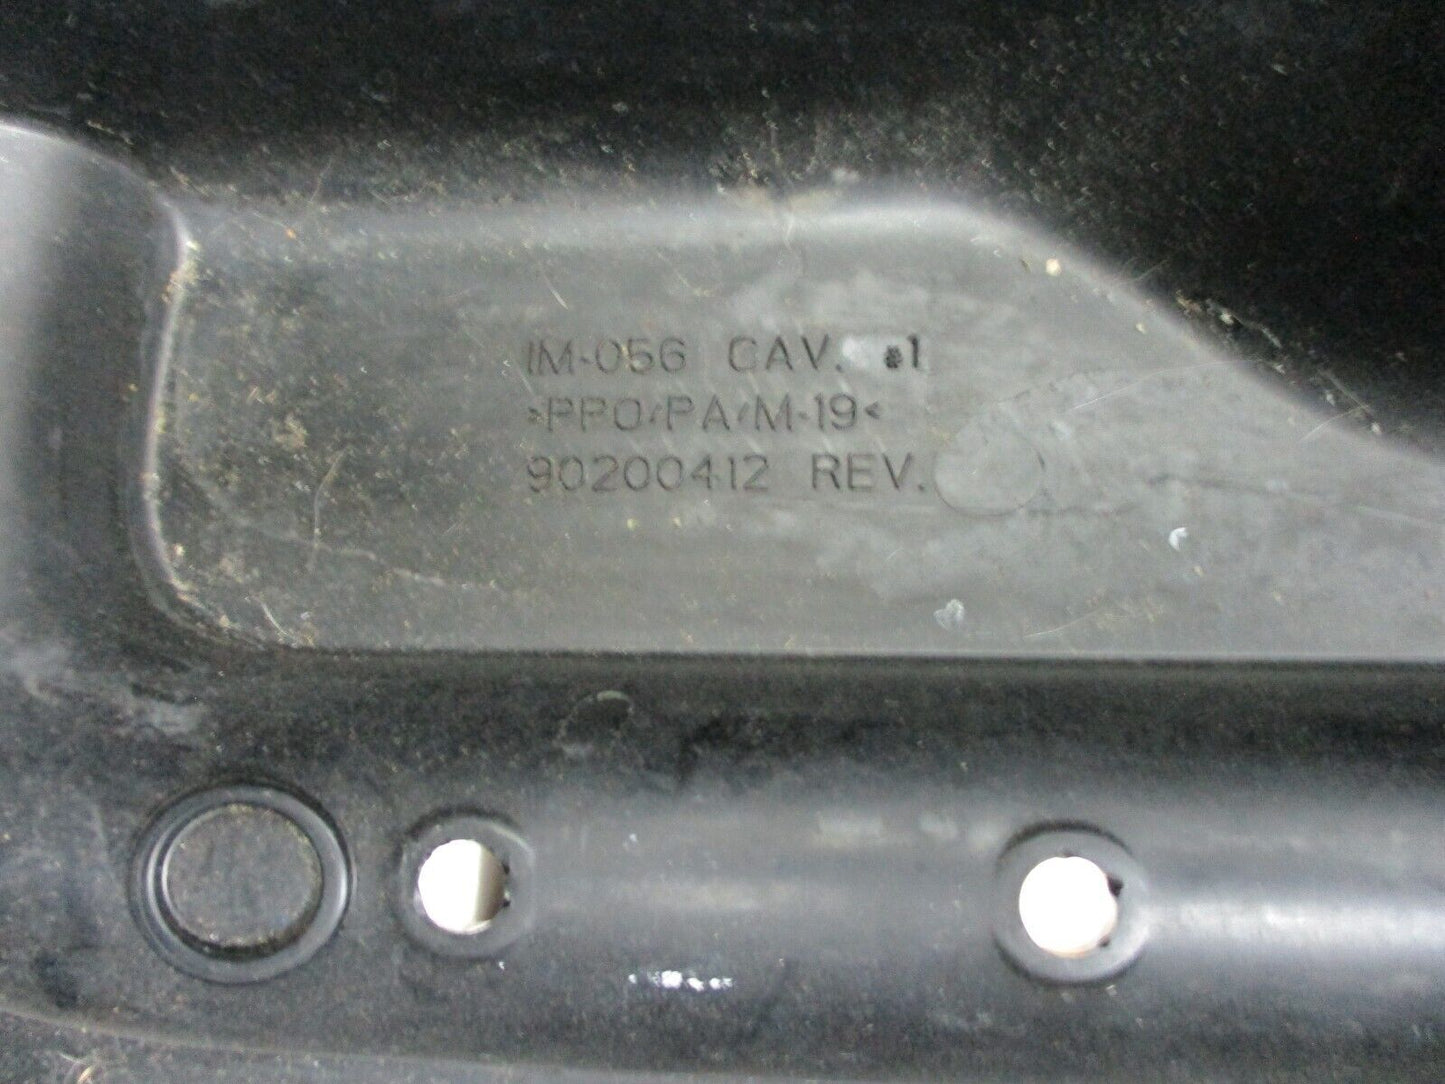 IM-056 CAV. #1
>PPO/PA/M-19<
90200412 REV.